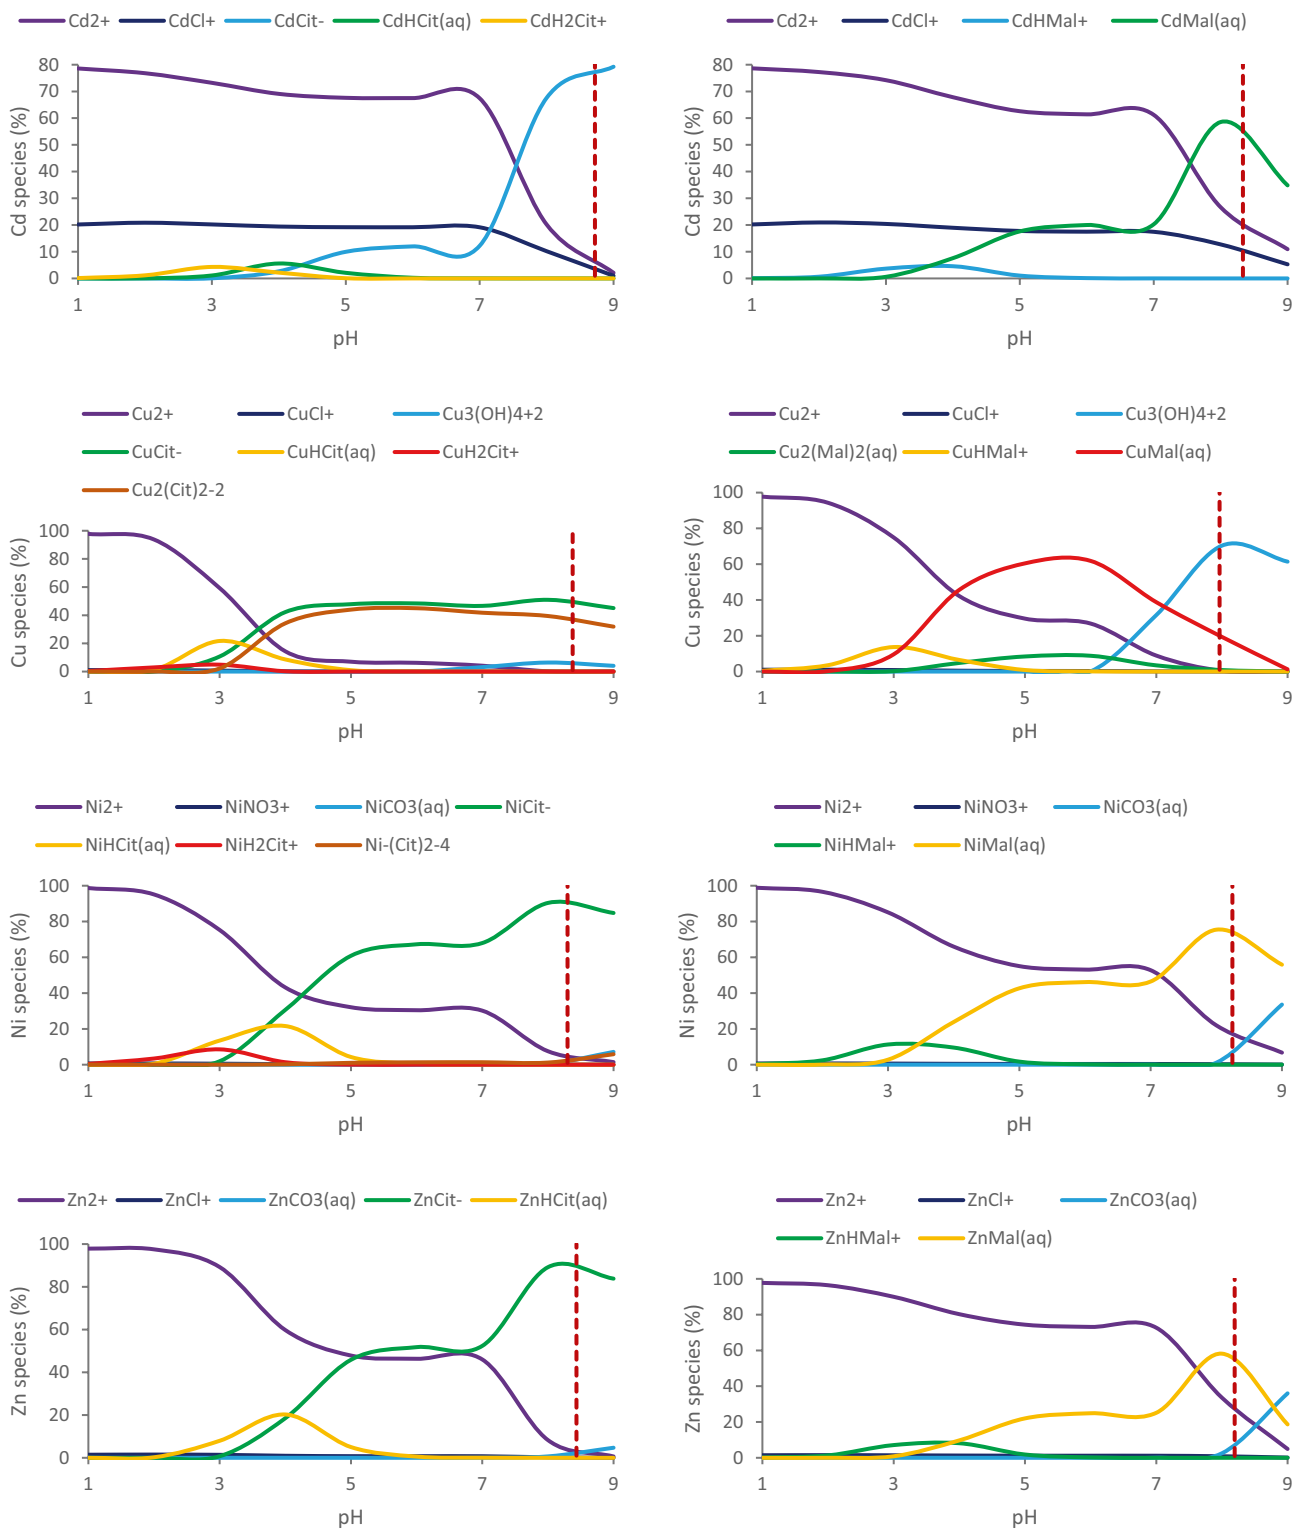 Cd2+ CdCl+ CdCit- CdHCit(aq) CdH2Cit+
Cd species (%)
80
70
60
50
40
30
20
10
0
1 3 5 7 9
pH
Cd2+ CdCl+ CdHMal+ CdMal(aq)
Cd species (%)
80
70
60
50
40
30
20
10
0
1 3 5 7 9
pH
Cu2+ CuCl+ Cu3(OH)4+2
CuCit- CuHCit(aq) CuH2Cit+
Cu2(Cit)2-2
Cu species (%)
100
80
60
40
20
0
1 3 5 7 9
pH
Cu2+ CuCl+ Cu3(OH)4+2
Cu2(Mal)2(aq) CuHMal+ CuMal(aq)
Cu species (%)
100
80
60
40
20
0
1 3 5 7 9
pH
Ni2+ NiNO3+ NiCO3(aq) NiCit-
NiHCit(aq) NiH2Cit+ Ni-(Cit)2-4
Ni species (%)
100
80
60
40
20
0
1 3 5 7 9
pH
Ni2+ NiNO3+ NiCO3(aq)
NiHMal+ NiMal(aq)
Ni species (%)
100
80
60
40
20
0
1 3 5 7 9
pH
Zn2+ ZnCl+ ZnCO3(aq) ZnCit- ZnHCit(aq)
Zn species (%)
100
80
60
40
20
0
1 3 5 7 9
pH
Zn2+ ZnCl+ ZnCO3(aq)
ZnHMal+ ZnMal(aq)
Zn species (%)
100
80
60
40
20
0
1 3 5 7 9
pH